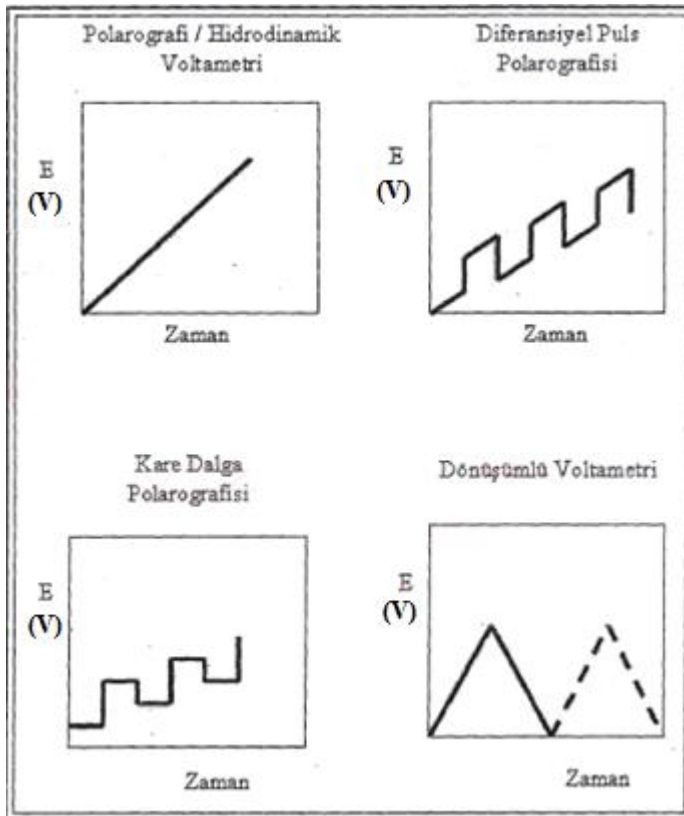 Polarografi / Hidrodinamik
Voltametri
E
(V)
Zaman
Diferansiyel Puls
Polarografisi
E
(V)
Zaman
Kare Dalga
Polarografisi
E
(V)
Zaman
Dönüşümlü Voltametri
E
(V)
Zaman